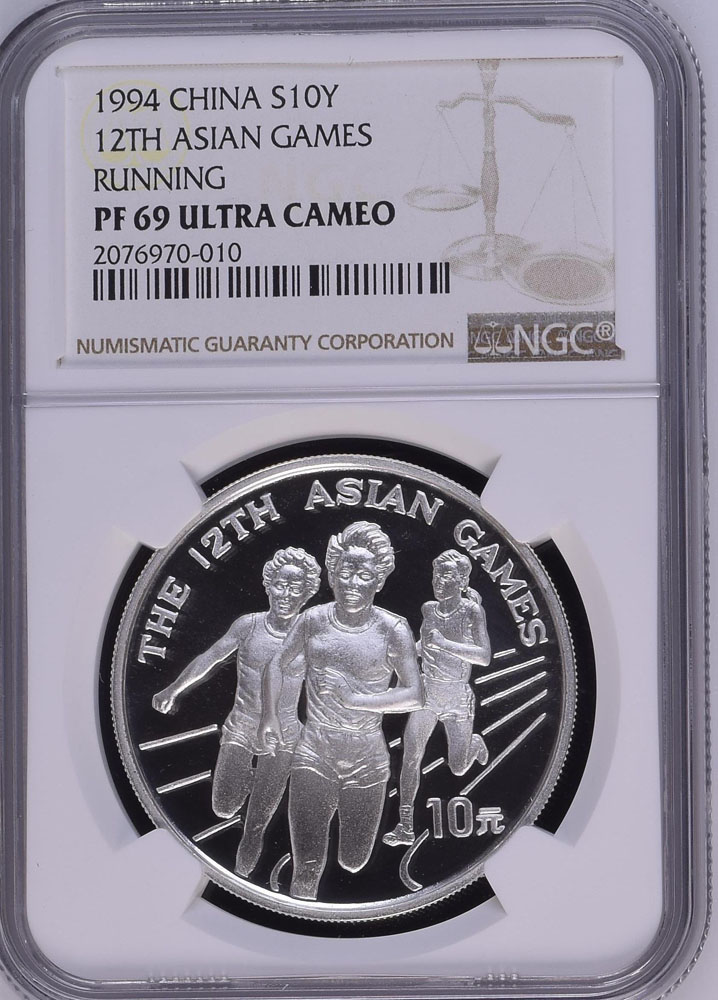 1994 CHINA S10Y
12TH ASIAN GAMES
RUNNING
PF 69 ULTRA CAMEO
2076970-010
NUMISMATIC GUARANTY CORPORATION
NGC®
THE 12TH ASIAN GAMES
10元